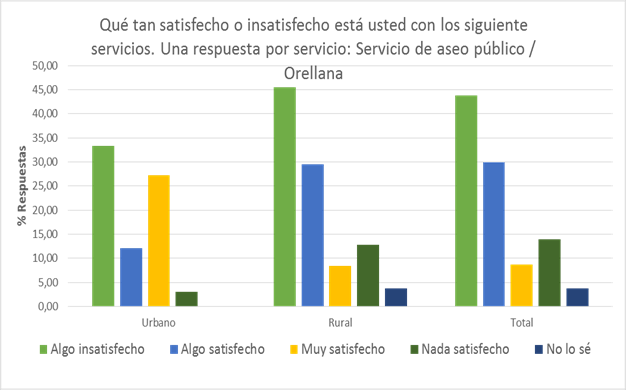 Qué tan satisfecho o insatisfecho está usted con los siguiente
servicios. Una respuesta por servicio: Servicio de aseo público /
Orellana
50,00
45,00
40,00
35,00
30,00
25,00
20,00
15,00
10,00
5,00
0,00
% Respuestas
Urbano Rural Total
Algo insatisfecho Algo satisfecho Muy satisfecho Nada satisfecho No lo sé